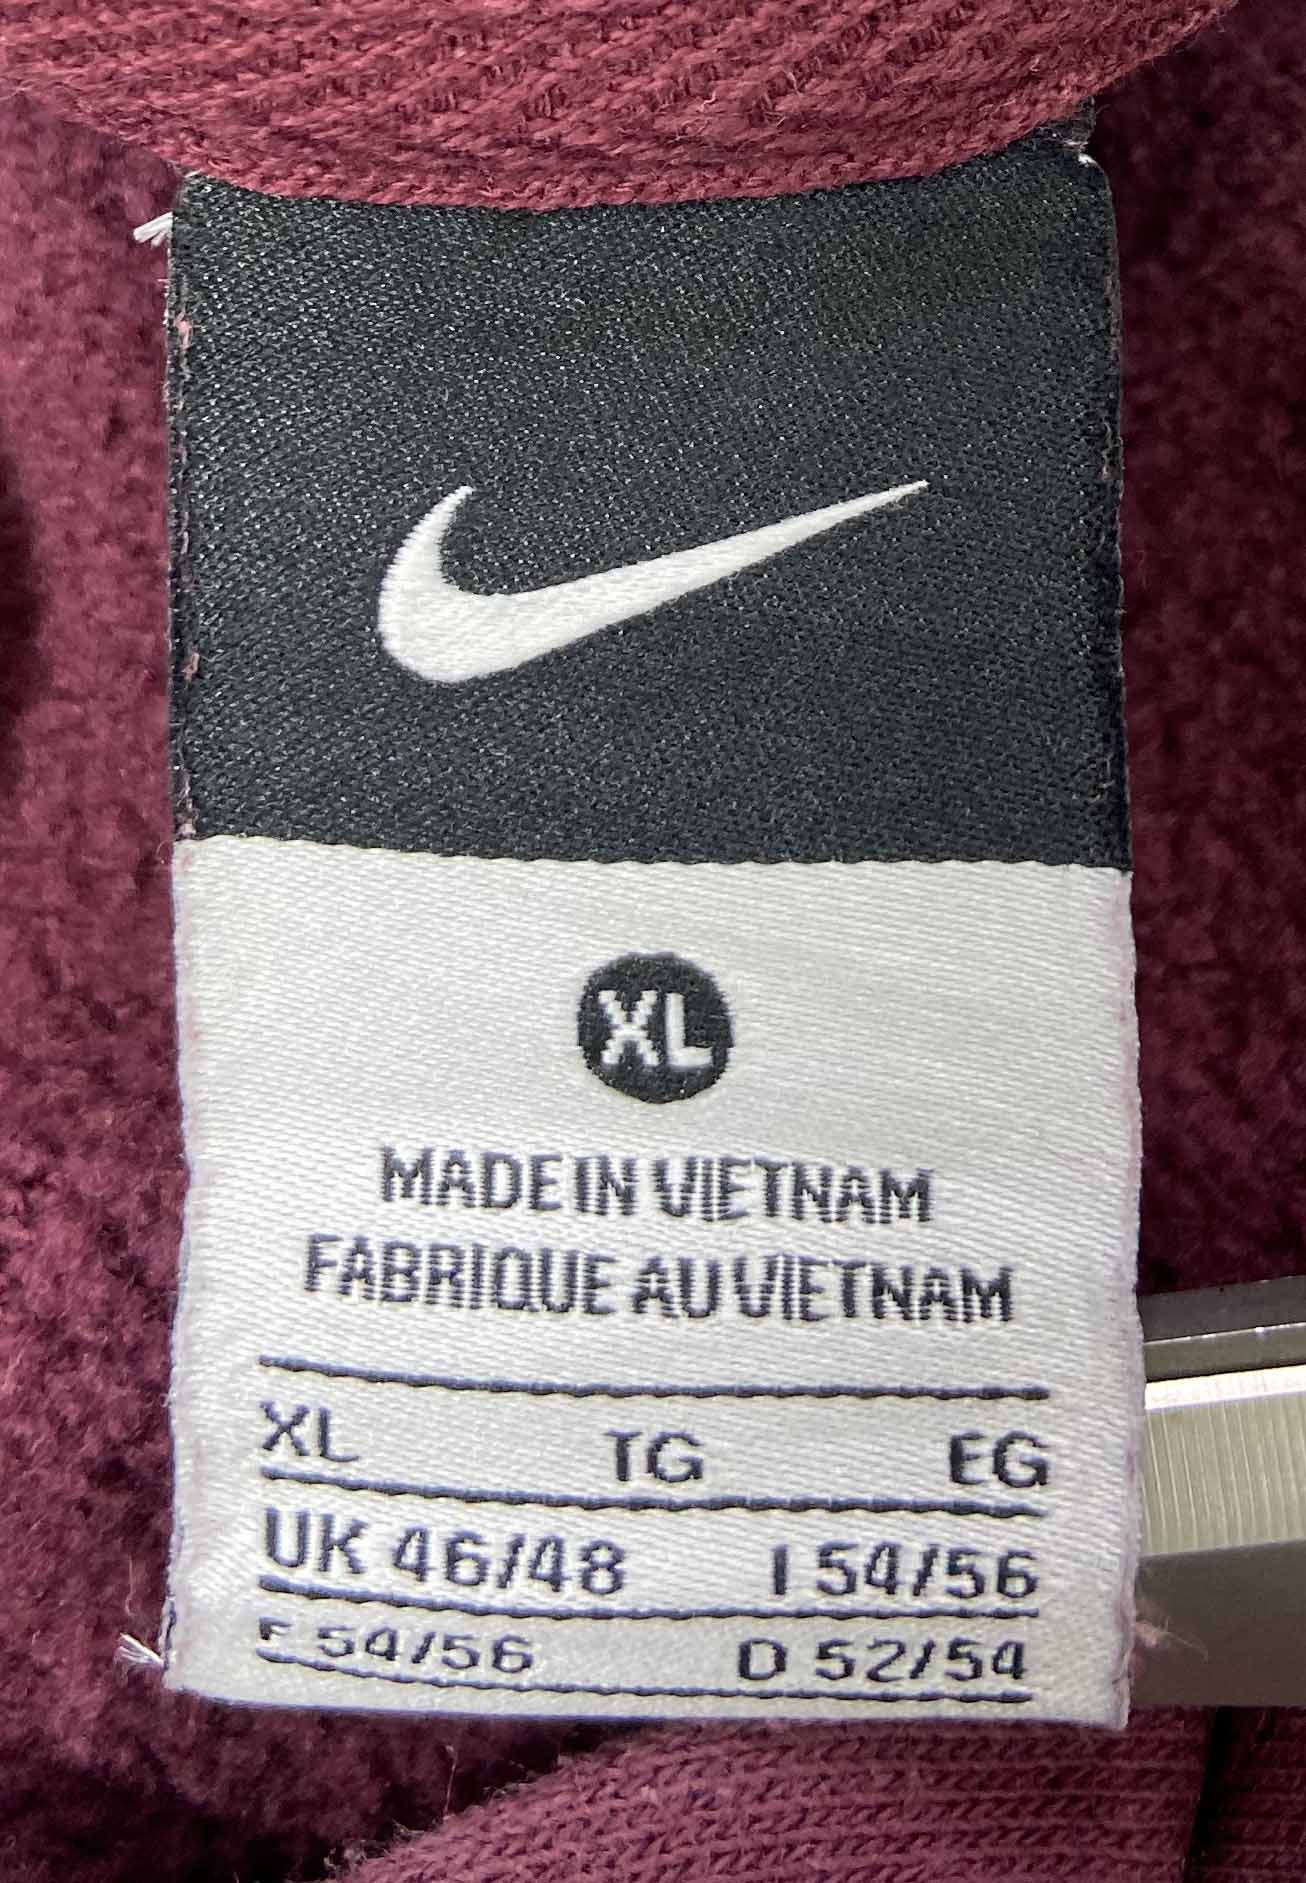 XL
MADE IN VIETNAM
FABRIQUE AU VIETNAM
XL TG EG
UK 46/48 I 54/56
F 54/56 D 52/54